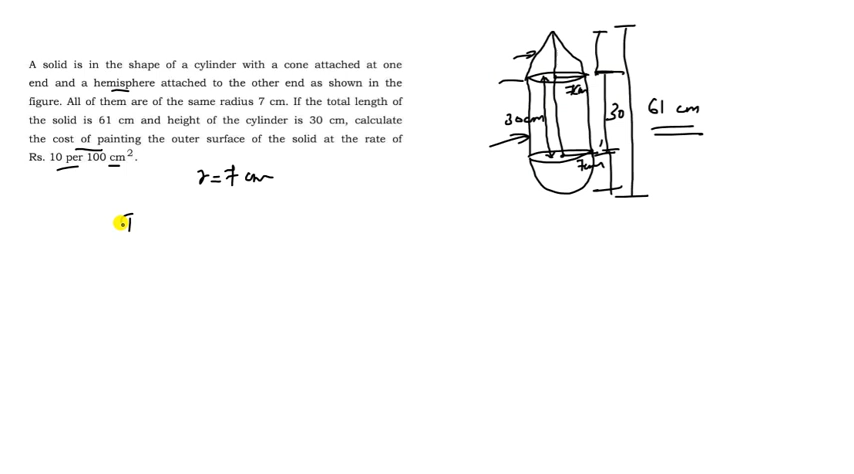 A solid is in the shape of a cylinder with a cone attached at one
end and a hemisphere attached to the other end as shown in the
figure. All of them are of the same radius 7 cm. If the total length of
the solid is 61 cm and height of the cylinder is 30 cm, calculate
the cost of painting the outer surface of the solid at the rate of
Rs. 10 per 100 cm².
r = 7 cm
T
7cm
30cm
30
61 cm
7cm